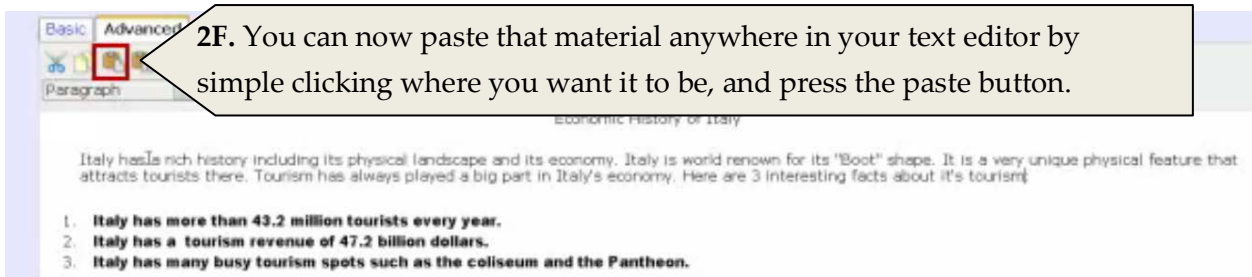 Basic Advanced
2F. You can now paste that material anywhere in your text editor by
simple clicking where you want it to be, and press the paste button.
Paragraph
Economic History of Italy
Italy has a rich history including its physical landscape and its economy. Italy is world renown for its "Boot" shape. It is a very unique physical feature that
attracts tourists there. Tourism has always played a big part in Italy's economy. Here are 3 interesting facts about it's tourism:
1. Italy has more than 43.2 million tourists every year.
2. Italy has a tourism revenue of 47.2 billion dollars.
3. Italy has many busy tourism spots such as the coliseum and the Pantheon.